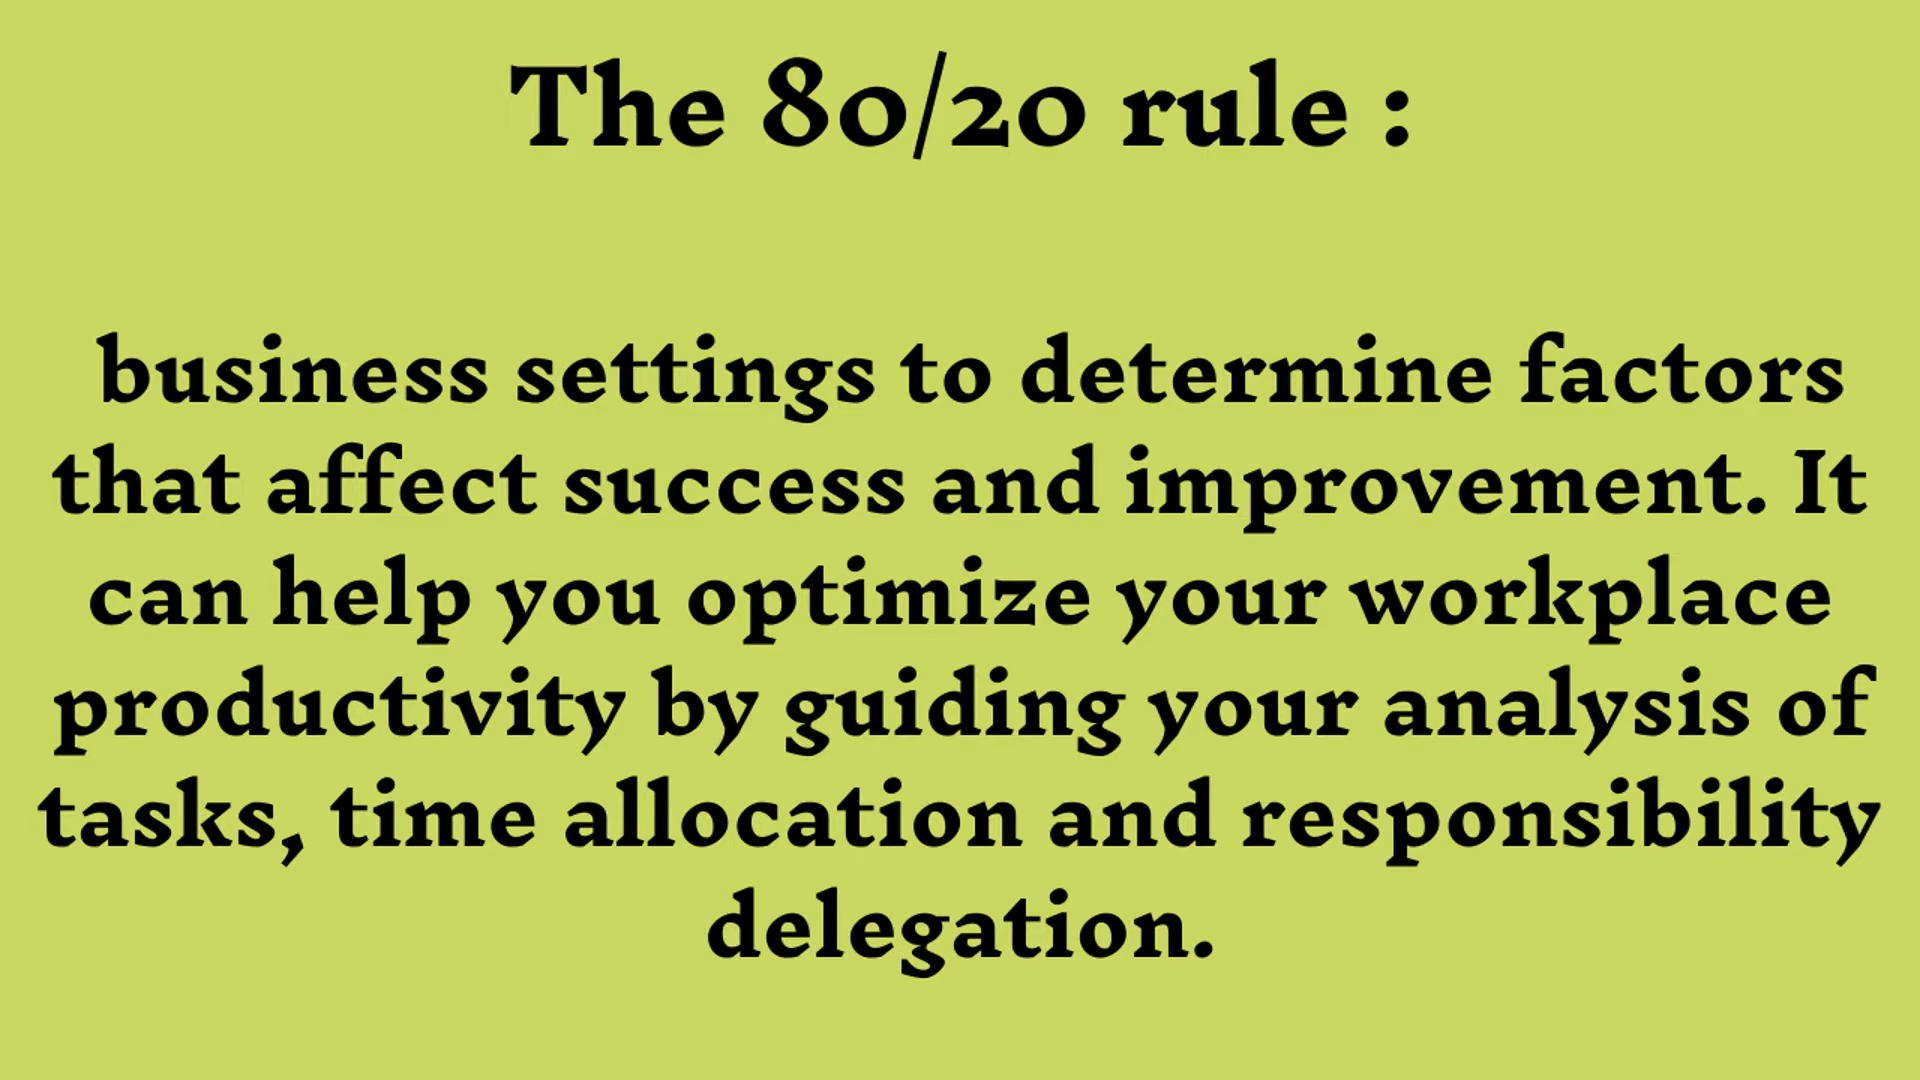 The 80/20 rule :
business settings to determine factors
that affect success and improvement. It
can help you optimize your workplace
productivity by guiding your analysis of
tasks, time allocation and responsibility
delegation.